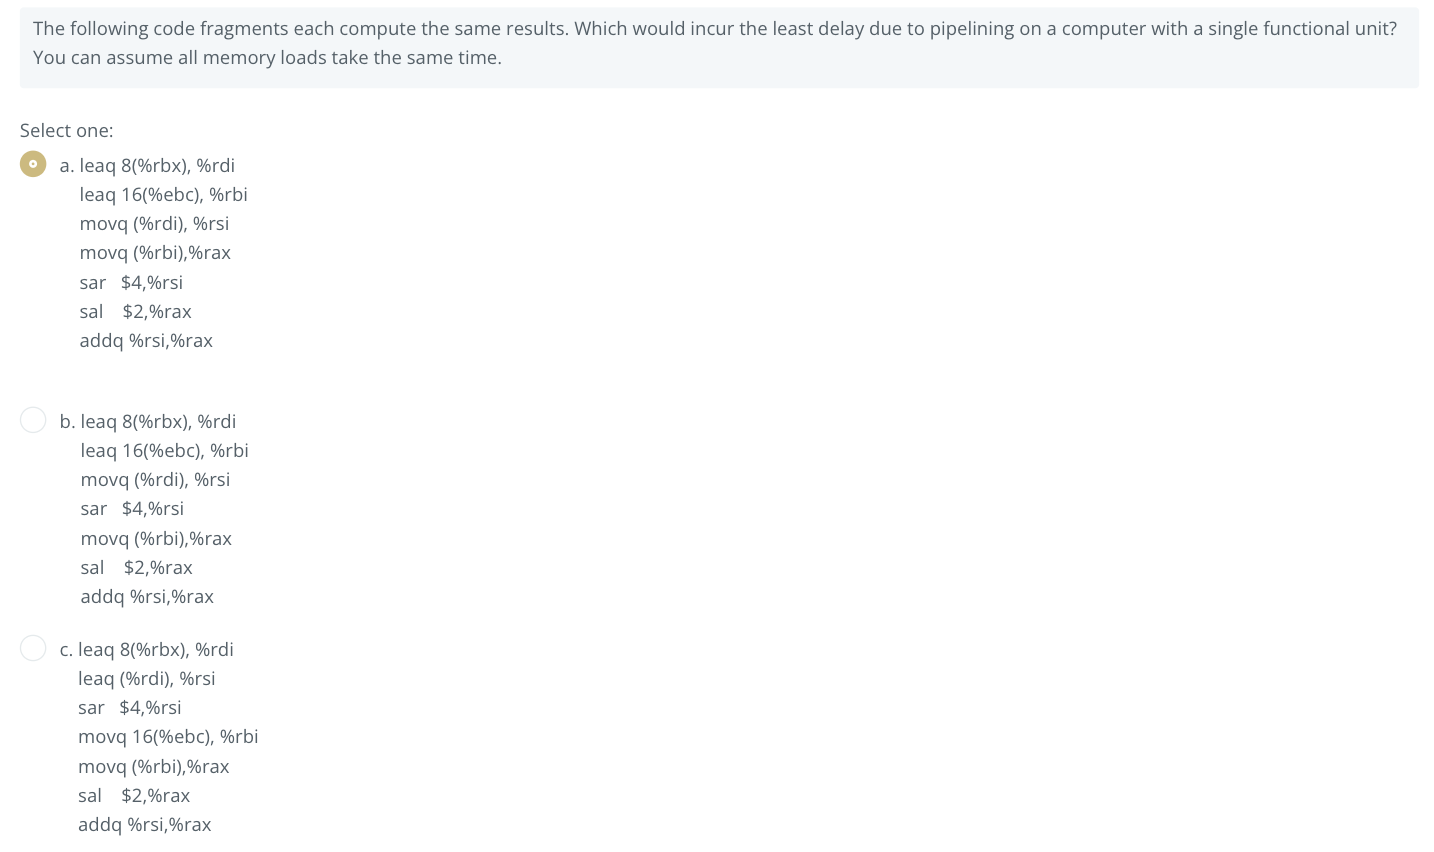 The following code fragments each compute the same results. Which would incur the least delay due to pipelining on a computer with a single functional unit?
You can assume all memory loads take the same time.
Select one:
a. leaq 8(%rbx), %rdi
leaq 16(%ebc), %rbi
movq (%rdi), %rsi
movq (%rbi),%rax
sar $4,%rsi
sal $2,%rax
addq %rsi,%rax
b. leaq 8(%rbx), %rdi
leaq 16(%ebc), %rbi
movq (%rdi), %rsi
sar $4,%rsi
movq (%rbi),%rax
sal $2,%rax
addq %rsi,%rax
c. leaq 8(%rbx), %rdi
leaq (%rdi), %rsi
sar $4,%rsi
movq 16(%ebc), %rbi
movq (%rbi),%rax
sal $2,%rax
addq %rsi,%rax